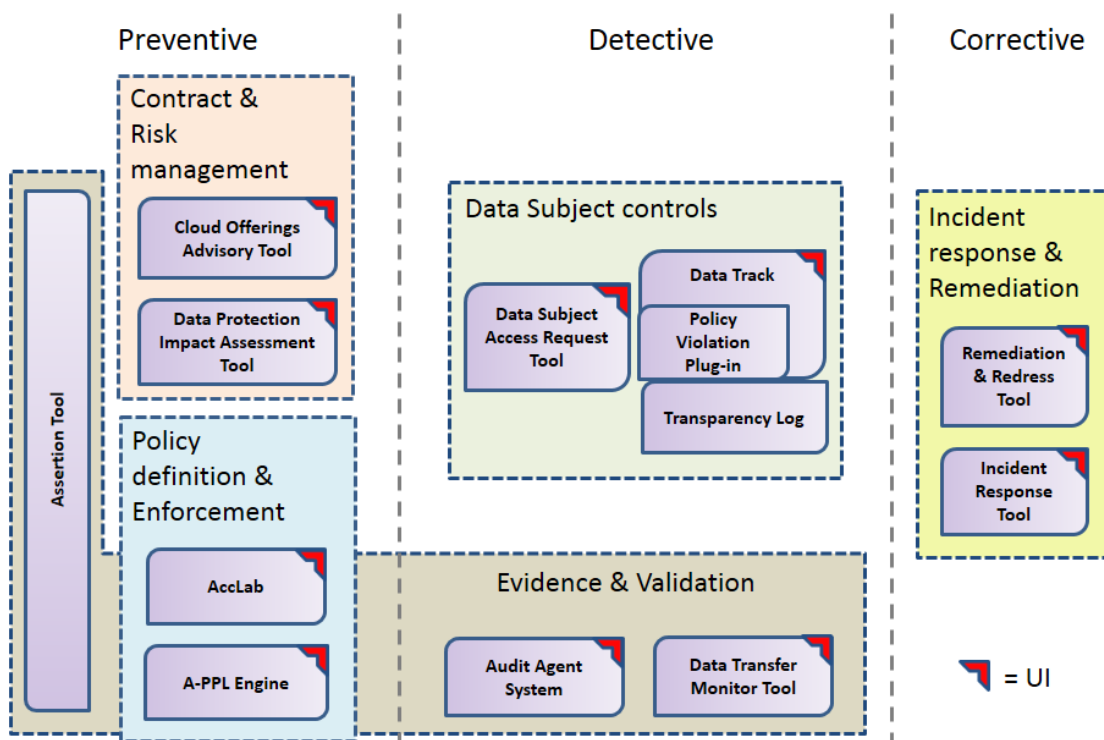 Preventive
Detective
Corrective
Contract &
Risk
management
Cloud Offerings
Advisory Tool
Data Protection
Impact Assessment
Tool
Assertion Tool
Policy
definition &
Enforcement
AccLab
A-PPL Engine
Data Subject controls
Data Subject
Access Request
Tool
Data Track
Policy
Violation
Plug-in
Transparency Log
Evidence & Validation
Audit Agent
System
Data Transfer
Monitor Tool
Incident
response &
Remediation
Remediation
& Redress
Tool
Incident
Response
Tool
= UI